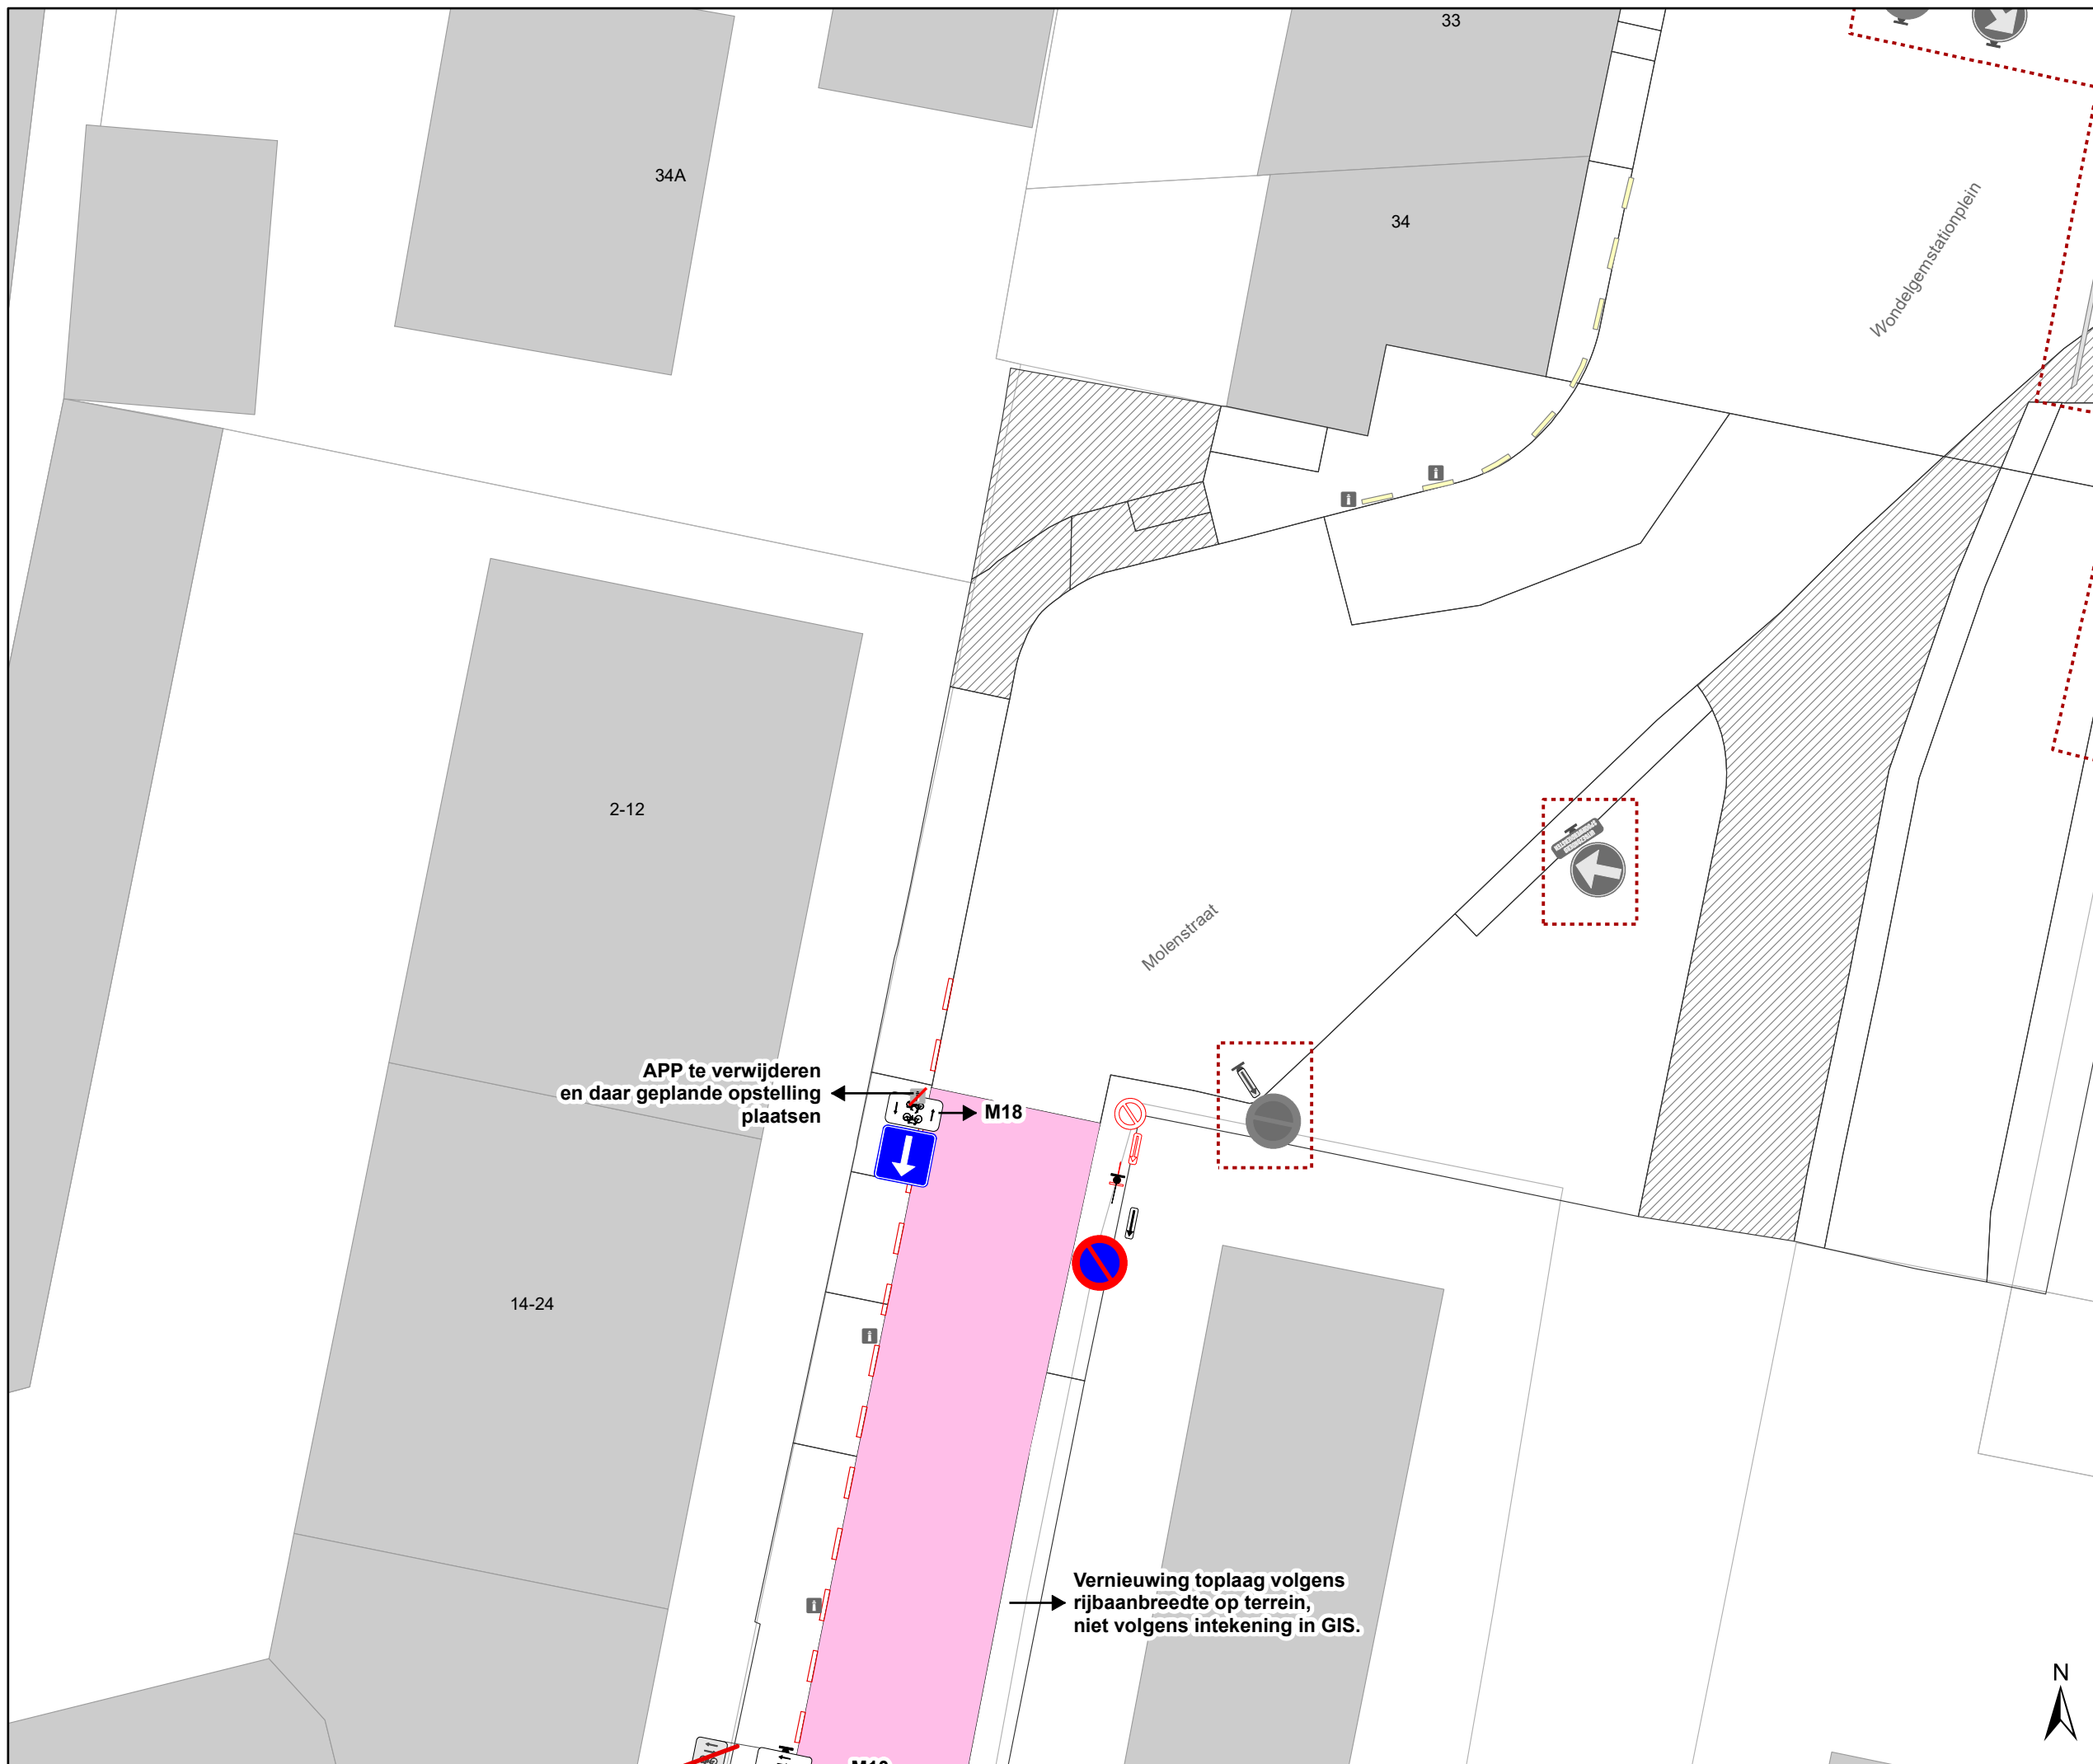 33
34A
34
Wondelgemstationplein
2-12
Molenstraat
APP te verwijderen
en daar geplande opstelling
plaatsen
M18
14-24
Vernieuwing toplaag volgens
rijbaanbreedte op terrein,
niet volgens intekening in GIS.
N